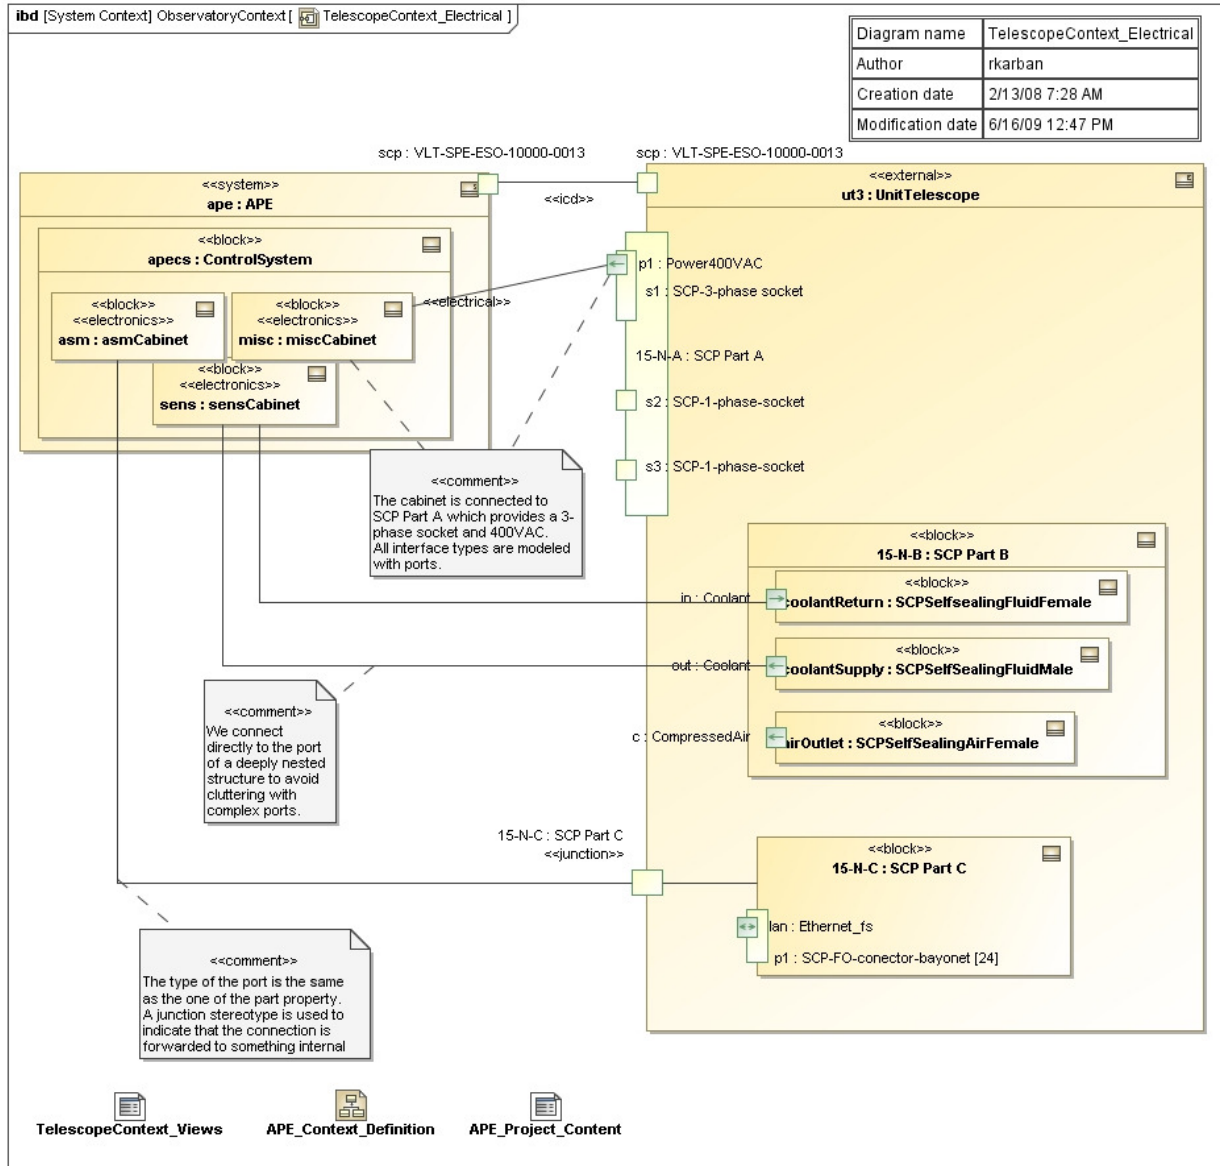 ibd [System Context] ObservatoryContext [ TelescopeContext_Electrical ]
Diagram name TelescopeContext_Electrical
Author rkarban
Creation date 2/13/08 7:28 AM
Modification date 6/16/09 12:47 PM
scp : VLT-SPE-ESO-10000-0013
scp : VLT-SPE-ESO-10000-0013
<<system>>
ape : APE
<<icd>>
<<external>>
ut3 : UnitTelescope
<<block>>
apecs : ControlSystem
<<block>>
<<electronics>>
asm : asmCabinet
<<block>>
<<electronics>>
misc : miscCabinet
<<block>>
<<electronics>>
sens : sensCabinet
<<electrical>>
p1 : Power400VAC
s1 : SCP-3-phase socket
15-N-A : SCP Part A
s2 : SCP-1-phase-socket
s3 : SCP-1-phase-socket
<<comment>>
The cabinet is connected to
SCP Part A which provides a 3-
phase socket and 400VAC.
All interface types are modeled
with ports.
<<block>>
15-N-B : SCP Part B
<<block>>
in : Coolant
coolantReturn : SCPSelfsealingFluidFemale
<<block>>
out : Coolant
coolantSupply : SCPSelfSealingFluidMale
<<block>>
c : CompressedAir
airOutlet : SCPSelfSealingAirFemale
<<comment>>
We connect
directly to the port
of a deeply nested
structure to avoid
cluttering with
complex ports.
15-N-C : SCP Part C
<<junction>>
<<block>>
15-N-C : SCP Part C
lan : Ethernet_fs
p1 : SCP-FO-conector-bayonet [24]
<<comment>>
The type of the port is the same
as the one of the part property.
A junction stereotype is used to
indicate that the connection is
forwarded to something internal
TelescopeContext_Views
APE_Context_Definition
APE_Project_Content